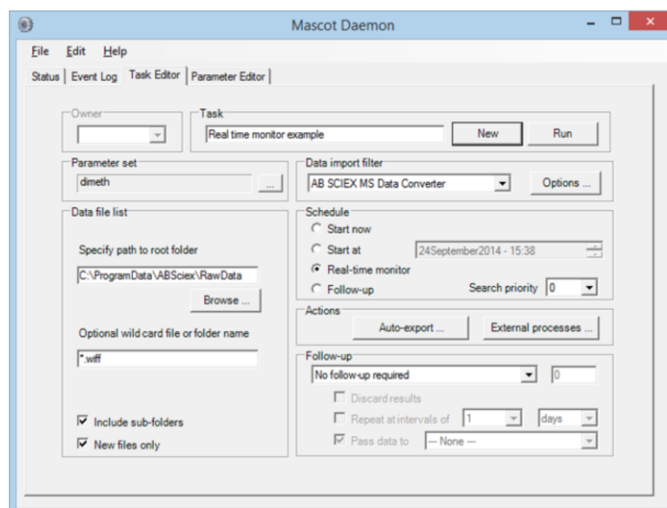 Mascot Daemon
File Edit Help
Status Event Log Task Editor Parameter Editor
Owner
Task
Real time monitor example
New
Run
Parameter set
dimeth
...
Data import filter
AB SCIEX MS Data Converter
Options ...
Data file list
Specify path to root folder
C:\ProgramData\ABSciex\RawData
Browse ...
Optional wild card file or folder name
*.wiff
Include sub-folders
New files only
Schedule
Start now
Start at 24September2014 - 15:38
Real-time monitor
Follow-up Search priority 0
Actions
Auto-export ... External processes ...
Follow-up
No follow-up required 0
Discard results
Repeat at intervals of 1 days
Pass data to --- None ---